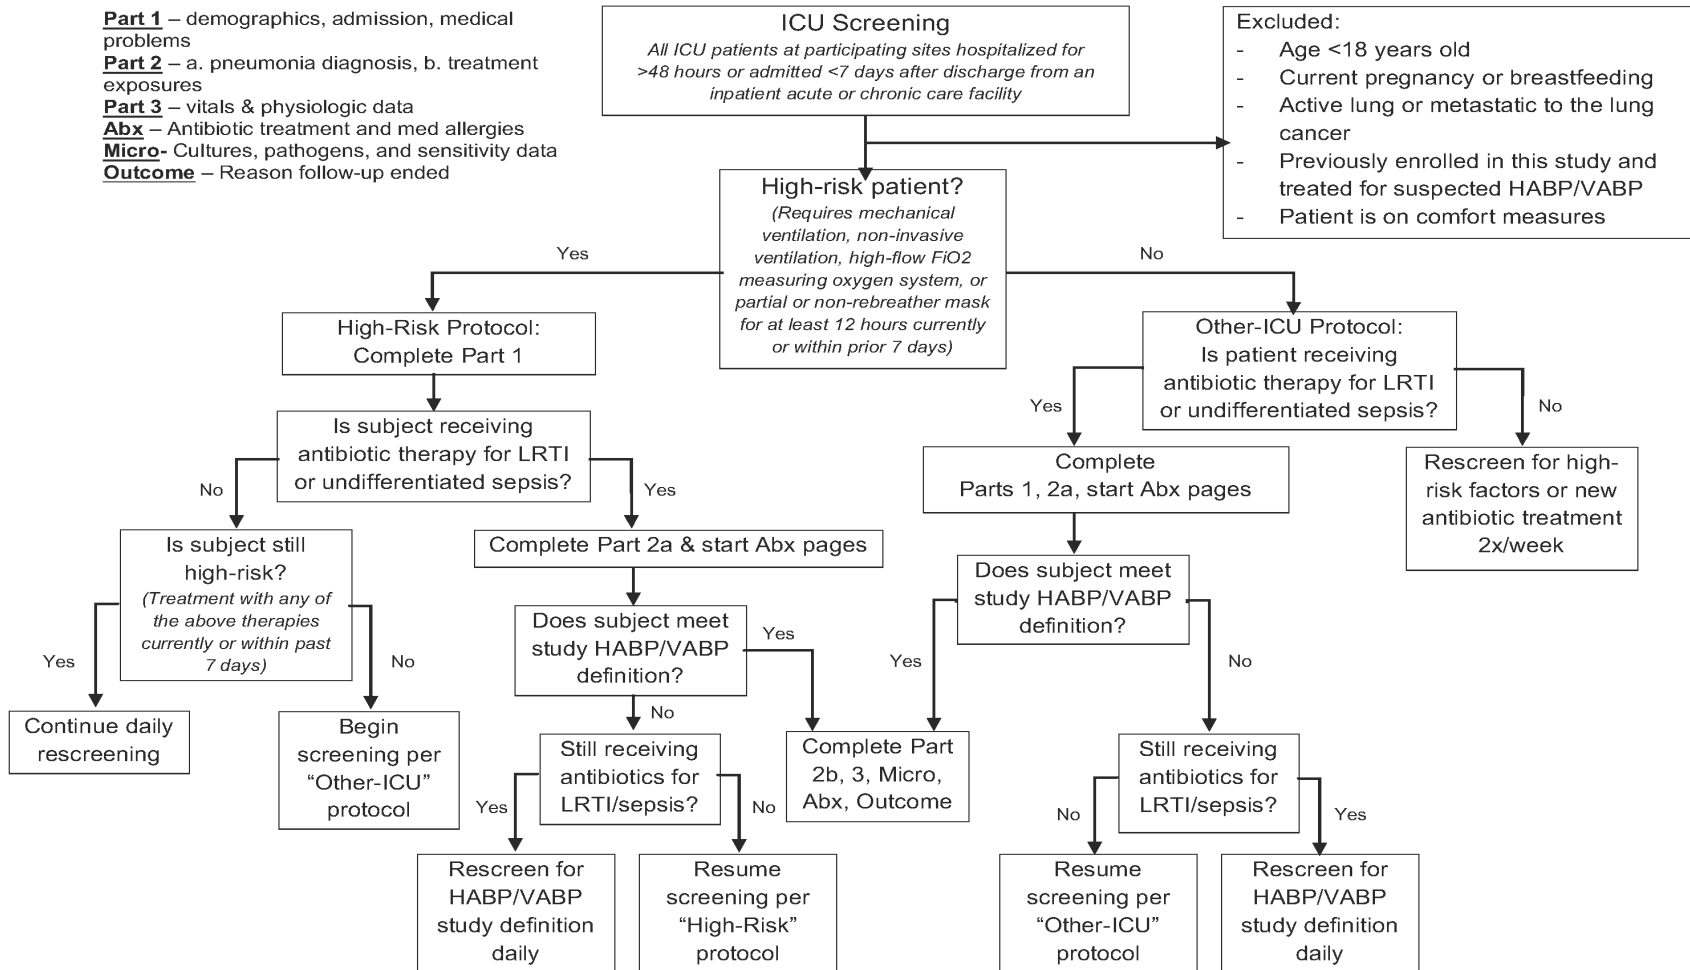 Part 1 – demographics, admission, medical
problems
Part 2 – a. pneumonia diagnosis, b. treatment
exposures
Part 3 – vitals & physiologic data
Abx – Antibiotic treatment and med allergies
Micro- Cultures, pathogens, and sensitivity data
Outcome – Reason follow-up ended
ICU Screening
All ICU patients at participating sites hospitalized for
>48 hours or admitted <7 days after discharge from an
inpatient acute or chronic care facility
Excluded:
- Age <18 years old
- Current pregnancy or breastfeeding
- Active lung or metastatic to the lung
cancer
- Previously enrolled in this study and
treated for suspected HABP/VABP
- Patient is on comfort measures
High-risk patient?
(Requires mechanical
ventilation, non-invasive
ventilation, high-flow FiO2
measuring oxygen system, or
partial or non-rebreather mask
for at least 12 hours currently
or within prior 7 days)
Yes
No
High-Risk Protocol:
Complete Part 1
Other-ICU Protocol:
Is patient receiving
antibiotic therapy for LRTI
or undifferentiated sepsis?
Yes
No
Is subject receiving
antibiotic therapy for LRTI
or undifferentiated sepsis?
No
Yes
Complete
Parts 1, 2a, start Abx pages
Rescreen for high-
risk factors or new
antibiotic treatment
2x/week
Is subject still
high-risk?
(Treatment with any of
the above therapies
currently or within past
7 days)
Yes
No
Complete Part 2a & start Abx pages
Does subject meet
study HABP/VABP
definition?
Yes
No
Does subject meet
study HABP/VABP
definition?
Yes
No
Continue daily
rescreening
Begin
screening per
“Other-ICU”
protocol
Still receiving
antibiotics for
LRTI/sepsis?
Yes
No
Complete Part
2b, 3, Micro,
Abx, Outcome
Still receiving
antibiotics for
LRTI/sepsis?
No
Yes
Rescreen for
HABP/VABP
study definition
daily
Resume
screening per
“High-Risk”
protocol
Resume
screening per
“Other-ICU”
protocol
Rescreen for
HABP/VABP
study definition
daily